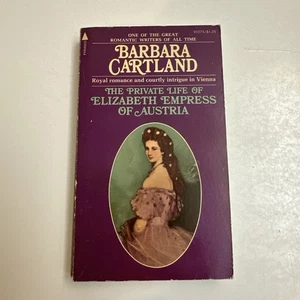 ONE OF THE GREAT
ROMANTIC WRITERS OF ALL TIME
BARBARA
CARTLAND
Royal romance and courtly intrigue in Vienna
THE PRIVATE LIFE OF
ELIZABETH EMPRESS
OF AUSTRIA